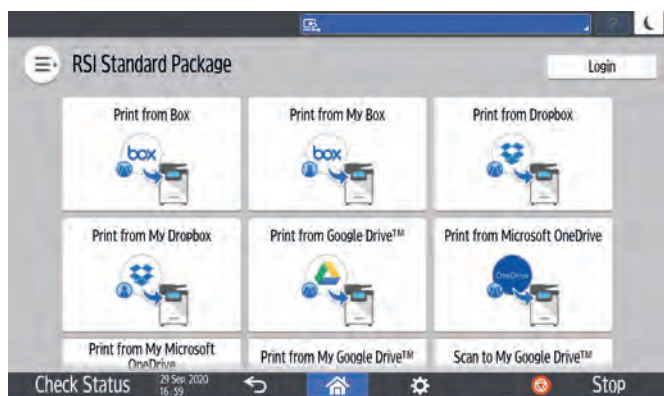 RSI Standard Package
Login
Print from Box
Print from My Box
Print from Dropbox
box
box
Print from My Dropbox
Print from Google Drive™
Print from Microsoft OneDrive
OneDrive
Print from My Microsoft
OneDrive
Print from My Google Drive™
Scan to My Google Drive™
Check Status
29 Sep. 2020
16:59
Stop